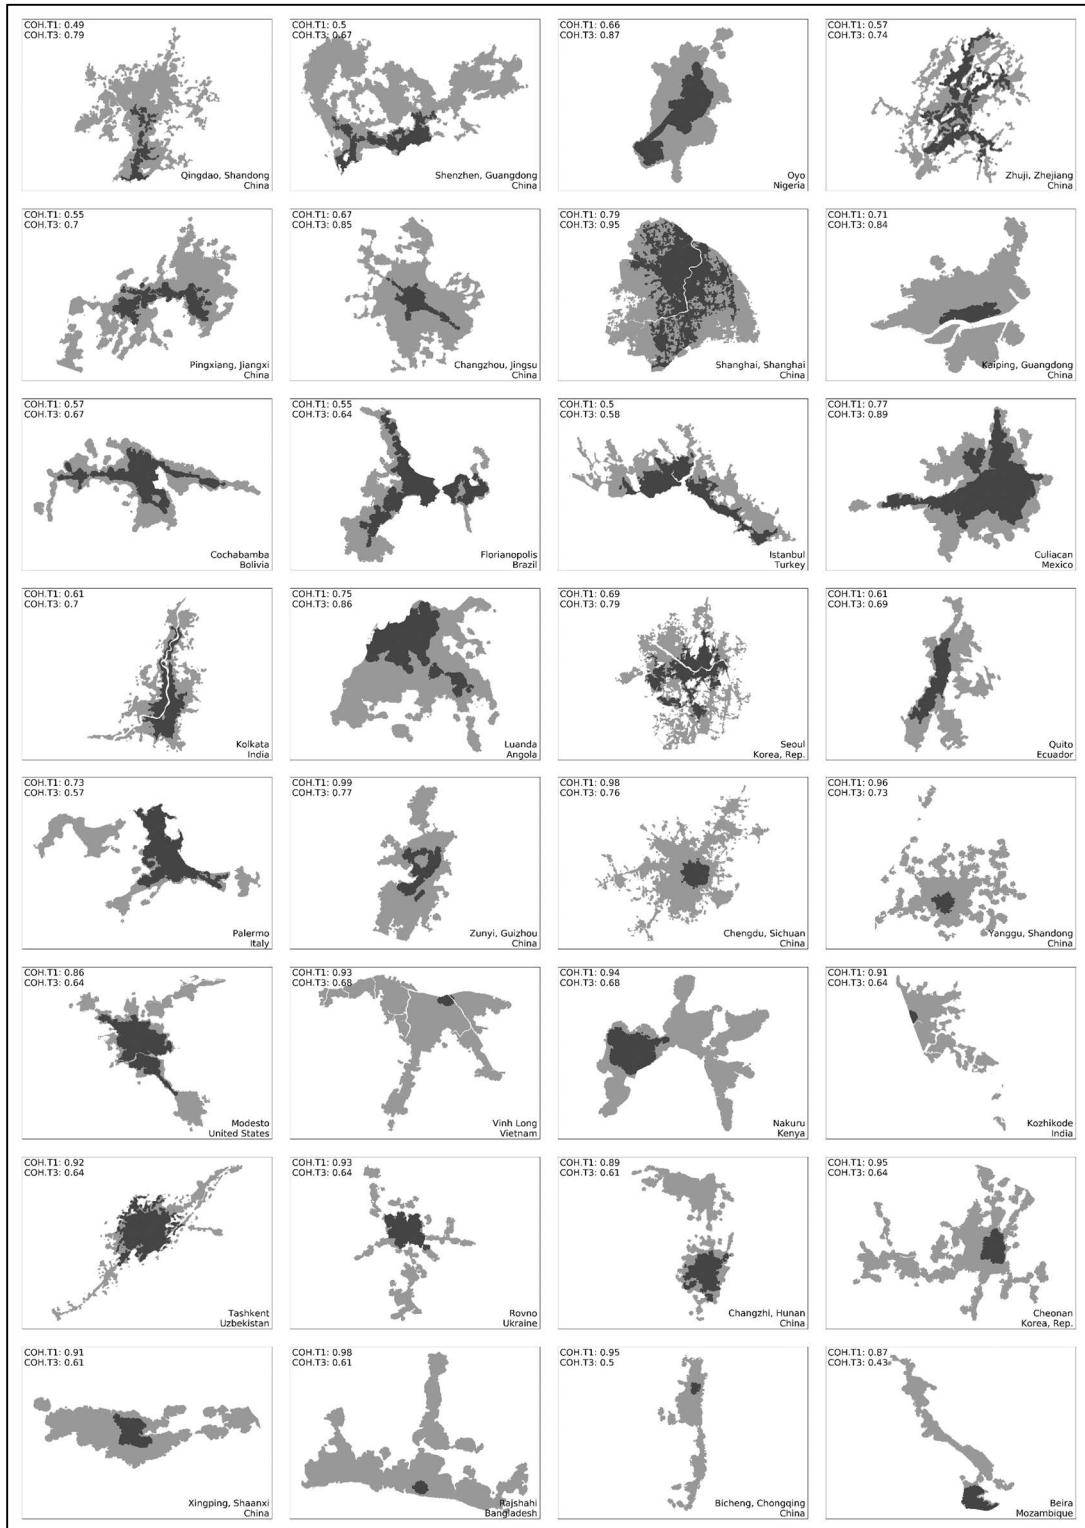 COH.T1: 0.49
COH.T3: 0.79
Qingdao, Shandong
China
COH.T1: 0.5
COH.T3: 0.67
Shenzhen, Guangdong
China
COH.T1: 0.66
COH.T3: 0.87
Oyo
Nigeria
COH.T1: 0.57
COH.T3: 0.74
Zhuji, Zhejiang
China
COH.T1: 0.55
COH.T3: 0.7
Pingxiang, Jiangxi
China
COH.T1: 0.67
COH.T3: 0.85
Changzhou, Jingsu
China
COH.T1: 0.79
COH.T3: 0.95
Shanghai, Shanghai
China
COH.T1: 0.71
COH.T3: 0.84
Kaiping, Guangdong
China
COH.T1: 0.57
COH.T3: 0.67
Cochabamba
Bolivia
COH.T1: 0.55
COH.T3: 0.64
Florianopolis
Brazil
COH.T1: 0.5
COH.T3: 0.58
Istanbul
Turkey
COH.T1: 0.77
COH.T3: 0.89
Culiacan
Mexico
COH.T1: 0.61
COH.T3: 0.7
Kolkata
India
COH.T1: 0.75
COH.T3: 0.86
Luanda
Angola
COH.T1: 0.69
COH.T3: 0.79
Seoul
Korea, Rep.
COH.T1: 0.61
COH.T3: 0.69
Quito
Ecuador
COH.T1: 0.73
COH.T3: 0.57
Palermo
Italy
COH.T1: 0.99
COH.T3: 0.77
Zunyi, Guizhou
China
COH.T1: 0.98
COH.T3: 0.76
Chengdu, Sichuan
China
COH.T1: 0.96
COH.T3: 0.73
Yanggu, Shandong
China
COH.T1: 0.86
COH.T3: 0.64
Modesto
United States
COH.T1: 0.93
COH.T3: 0.68
Vinh Long
Vietnam
COH.T1: 0.94
COH.T3: 0.68
Nakuru
Kenya
COH.T1: 0.91
COH.T3: 0.64
Kozhikode
India
COH.T1: 0.92
COH.T3: 0.64
Tashkent
Uzbekistan
COH.T1: 0.93
COH.T3: 0.64
Rovno
Ukraine
COH.T1: 0.89
COH.T3: 0.61
Changzhi, Hunan
China
COH.T1: 0.95
COH.T3: 0.64
Cheonan
Korea, Rep.
COH.T1: 0.91
COH.T3: 0.61
Xingping, Shaanxi
China
COH.T1: 0.98
COH.T3: 0.61
Rajshahi
Bangladesh
COH.T1: 0.95
COH.T3: 0.5
Bicheng, Chongqing
China
COH.T1: 0.87
COH.T3: 0.43
Beira
Mozambique